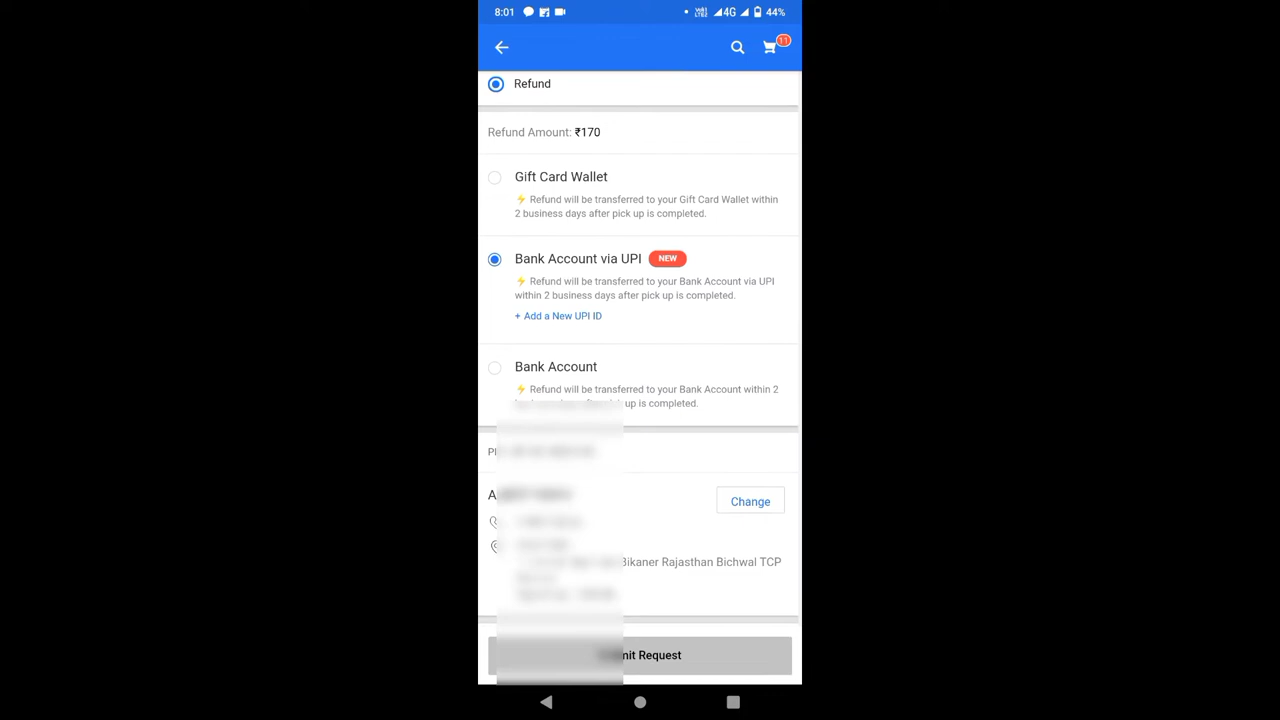 8:01 4G 44%
11
Refund
Refund Amount: ₹170
Gift Card Wallet
⚡ Refund will be transferred to your Gift Card Wallet within
2 business days after pick up is completed.
Bank Account via UPI NEW
⚡ Refund will be transferred to your Bank Account via UPI
within 2 business days after pick up is completed.
+ Add a New UPI ID
Bank Account
⚡ Refund will be transferred to your Bank Account within 2
up is completed.
Change
Bikaner Rajasthan Bichwal TCP
Submit Request